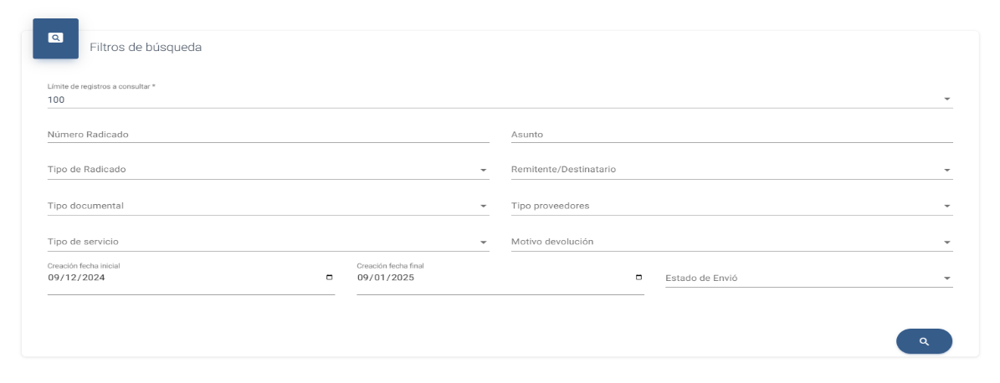 Filtros de búsqueda
Límite de registros a consultar *
100
Número Radicado
Asunto
Tipo de Radicado
Remitente/Destinatario
Tipo documental
Tipo proveedores
Tipo de servicio
Motivo devolución
Creación fecha inicial
09/12/2024
Creación fecha final
09/01/2025
Estado de Envió